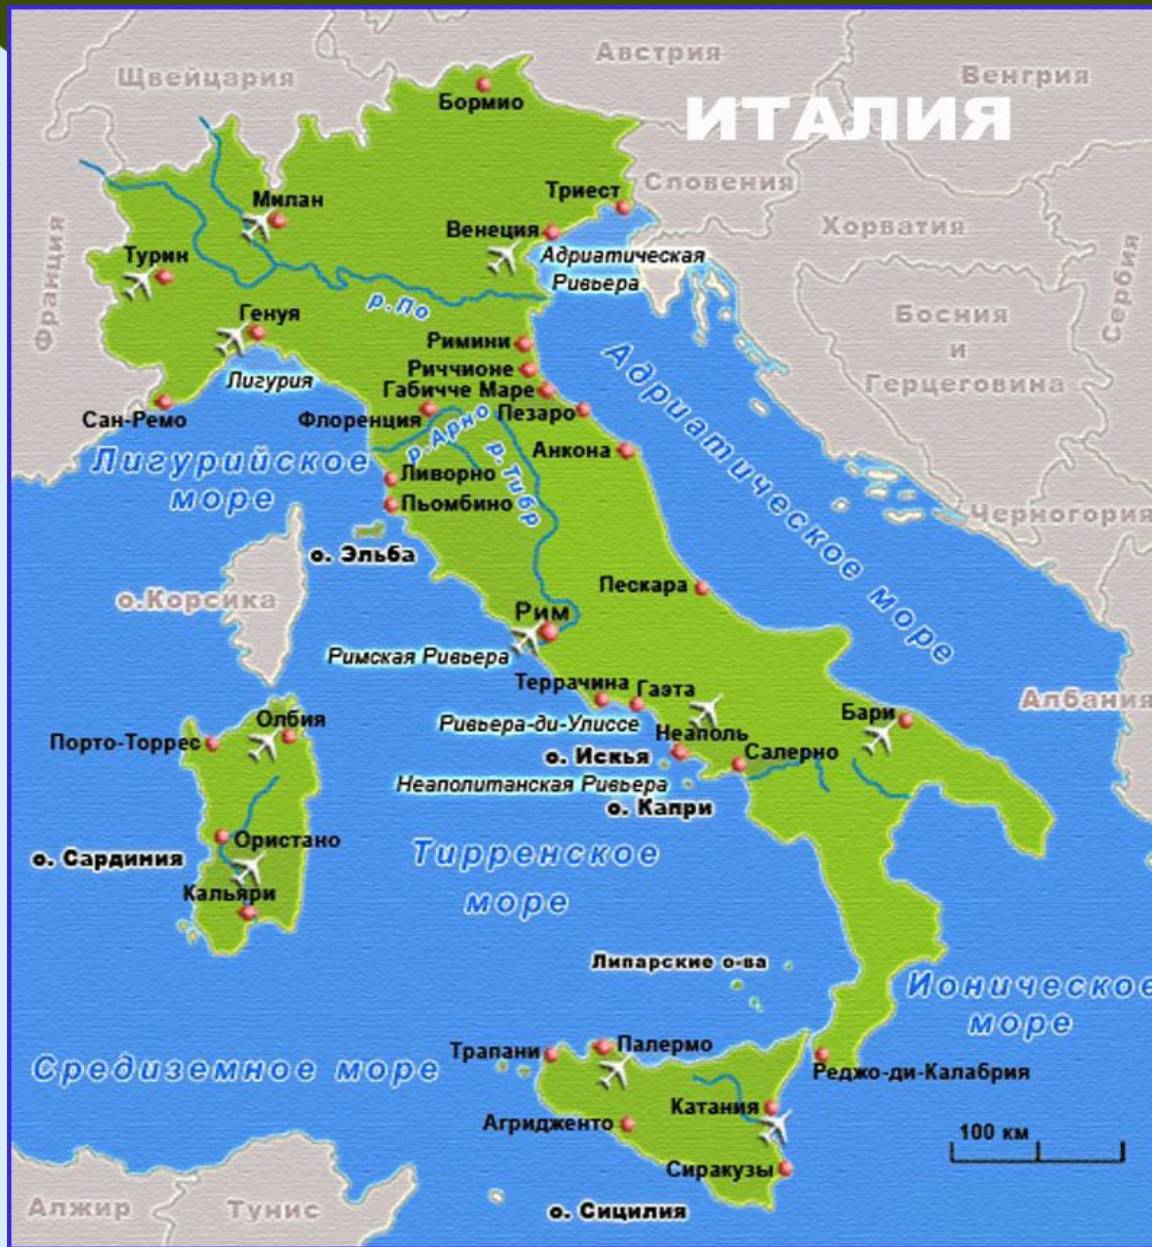 Австрия
Щвейцария
Венгрия
Бормио
ИТАЛИЯ
Словения
Триест
Милан
Хорватия
Венеция
Франция
Турин
Адриатическая
Ривьера
Сербия
р.По
Генуя
Босния
и
Герцеговина
Римини
Риччионе
Лигурия
Габичче Маре
Адриатическое море
Сан-Ремо
Флоренция
р.Арно
Пезаро
Анкона
Лигурийское
море
Ливорно
р.Тибр
Пьомбино
Черногория
о. Эльба
Пескара
о.Корсика
Рим
Римская Ривьера
Террачина
Гаэта
Албания
Олбия
Бари
Ривьера-ди-Улиссе
Неаполь
Порто-Торрес
о. Искья
Салерно
Неаполитанская Ривьера
о. Капри
Ористано
Тирренское
море
о. Сардиния
Кальяри
Липарские о-ва
Ионическое
море
Палермо
Трапани
Средиземное море
Реджо-ди-Калабрия
Катания
Агридженто
100 км
Сиракузы
Алжир
Тунис
о. Сицилия